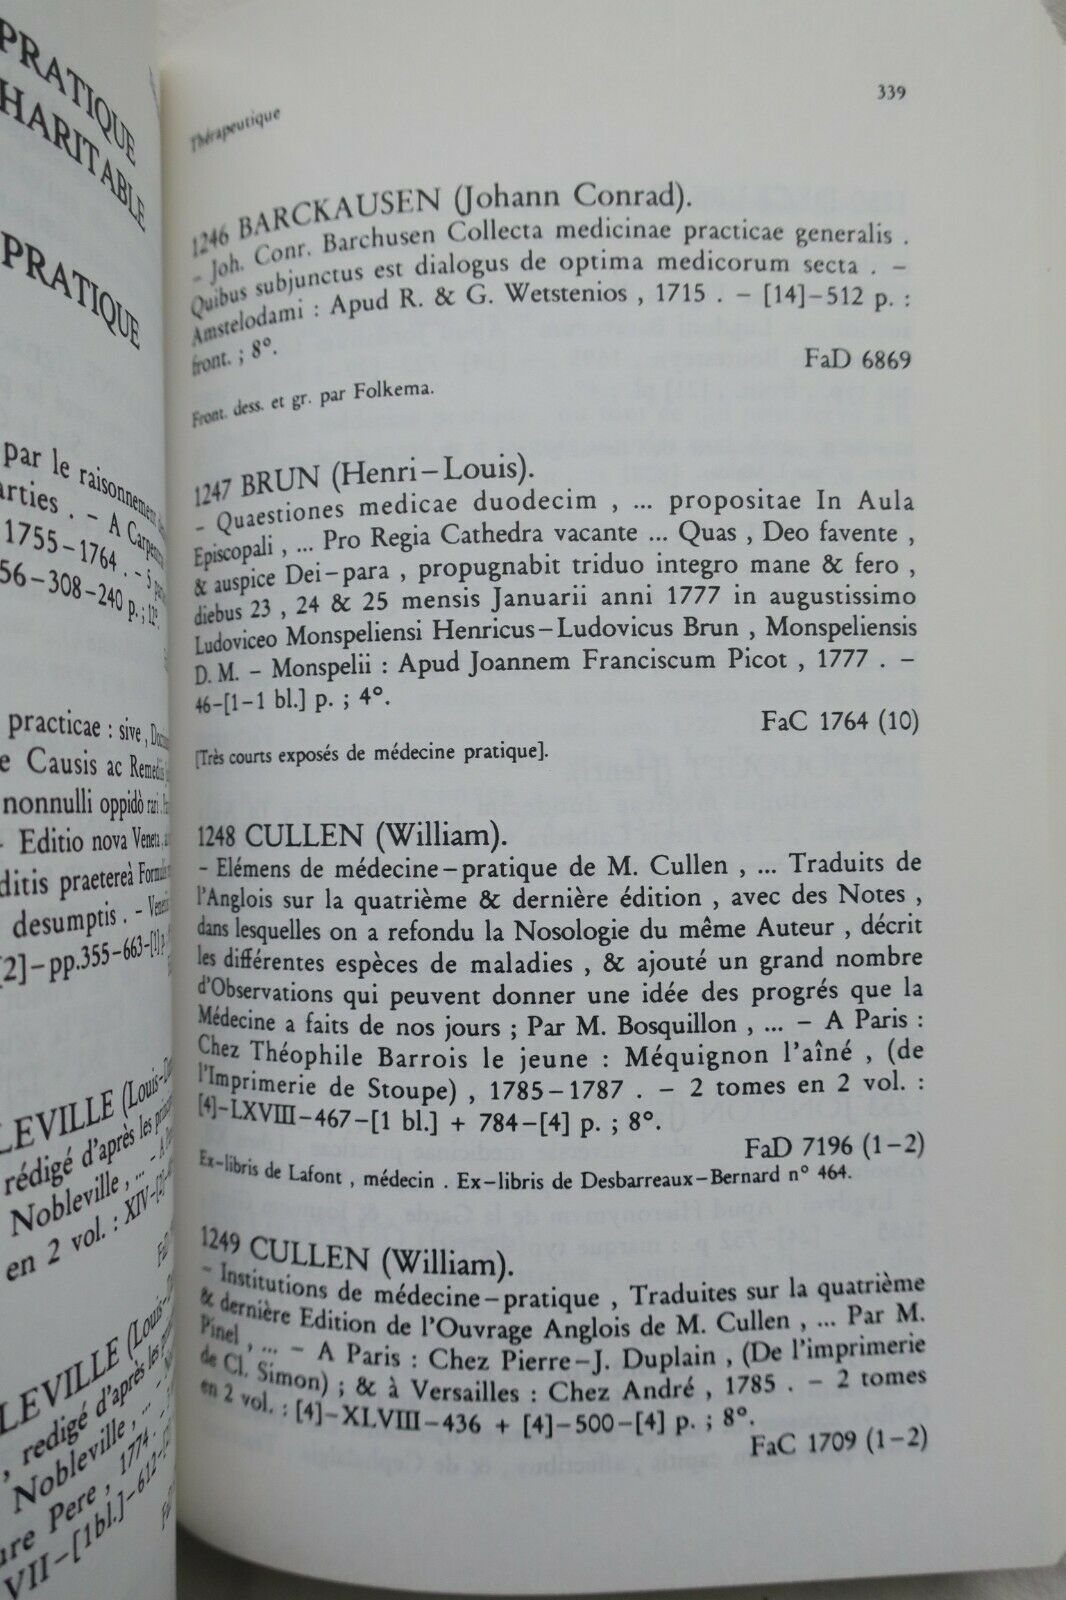 PRATIQUE
HARITABLE
PRATIQUE
par le raisonnement
arties . – A
1755–1764 . – 5
56–308–240 p. ; 12°.
practicae : sive ,
e Causis ac Remediis
nonnulli oppidò rari .
- Editio nova Veneta ,
ditis praetereà
desumptis . –
[2]–pp.355–663–[1] p.
LEVILLE (Louis-
rédigé d'après les
Nobleville , ... –
en 2 vol. : XIV–[2]–
LEVILLE (Louis-
, redigé d'après les
Nobleville , ...
ure Pere , 1774 .
VII–[1bl.]–612–[2]
Thérapeutique
339
1246 BARCKAUSEN (Johann Conrad).
– Joh. Conr. Barchusen Collecta medicinae practicae generalis .
Quibus subjunctus est dialogus de optima medicorum secta . –
Amstelodami : Apud R. & G. Wetstenios , 1715 . – [14]–512 p. :
front. ; 8°.
FaD 6869
Front. dess. et gr. par Folkema.
1247 BRUN (Henri–Louis).
– Quaestiones medicae duodecim , ... propositae In Aula
Episcopali , ... Pro Regia Cathedra vacante ... Quas , Deo favente ,
& auspice Dei-para , propugnabit triduo integro mane & fero ,
diebus 23 , 24 & 25 mensis Januarii anni 1777 in augustissimo
Ludoviceo Monspeliensi Henricus–Ludovicus Brun , Monspeliensis
D. M. – Monspelii : Apud Joannem Franciscum Picot , 1777 . –
46–[1–1 bl.] p. ; 4°.
FaC 1764 (10)
[Très courts exposés de médecine pratique].
1248 CULLEN (William).
– Elémens de médecine–pratique de M. Cullen , ... Traduits de
l'Anglois sur la quatrième & dernière édition , avec des Notes ,
dans lesquelles on a refondu la Nosologie du même Auteur , décrit
les différentes espèces de maladies , & ajouté un grand nombre
d'Observations qui peuvent donner une idée des progrés que la
Médecine a faits de nos jours ; Par M. Bosquillon , ... – A Paris :
Chez Théophile Barrois le jeune : Méquignon l'aîné , (de
l'Imprimerie de Stoupe) , 1785–1787 . – 2 tomes en 2 vol. :
[4]–LXVIII–467–[1 bl.] + 784–[4] p. ; 8°.
FaD 7196 (1–2)
Ex–libris de Lafont , médecin . Ex–libris de Desbarreaux–Bernard n° 464.
1249 CULLEN (William).
– Institutions de médecine–pratique , Traduites sur la quatrième
& dernière Edition de l'Ouvrage Anglois de M. Cullen , ... Par M.
Pinel , ... – A Paris : Chez Pierre–J. Duplain , (De l'imprimerie
de Cl. Simon) ; & à Versailles : Chez André , 1785 . – 2 tomes
en 2 vol. : [4]–XLVIII–436 + [4]–500–[4] p. ; 8°.
FaC 1709 (1–2)